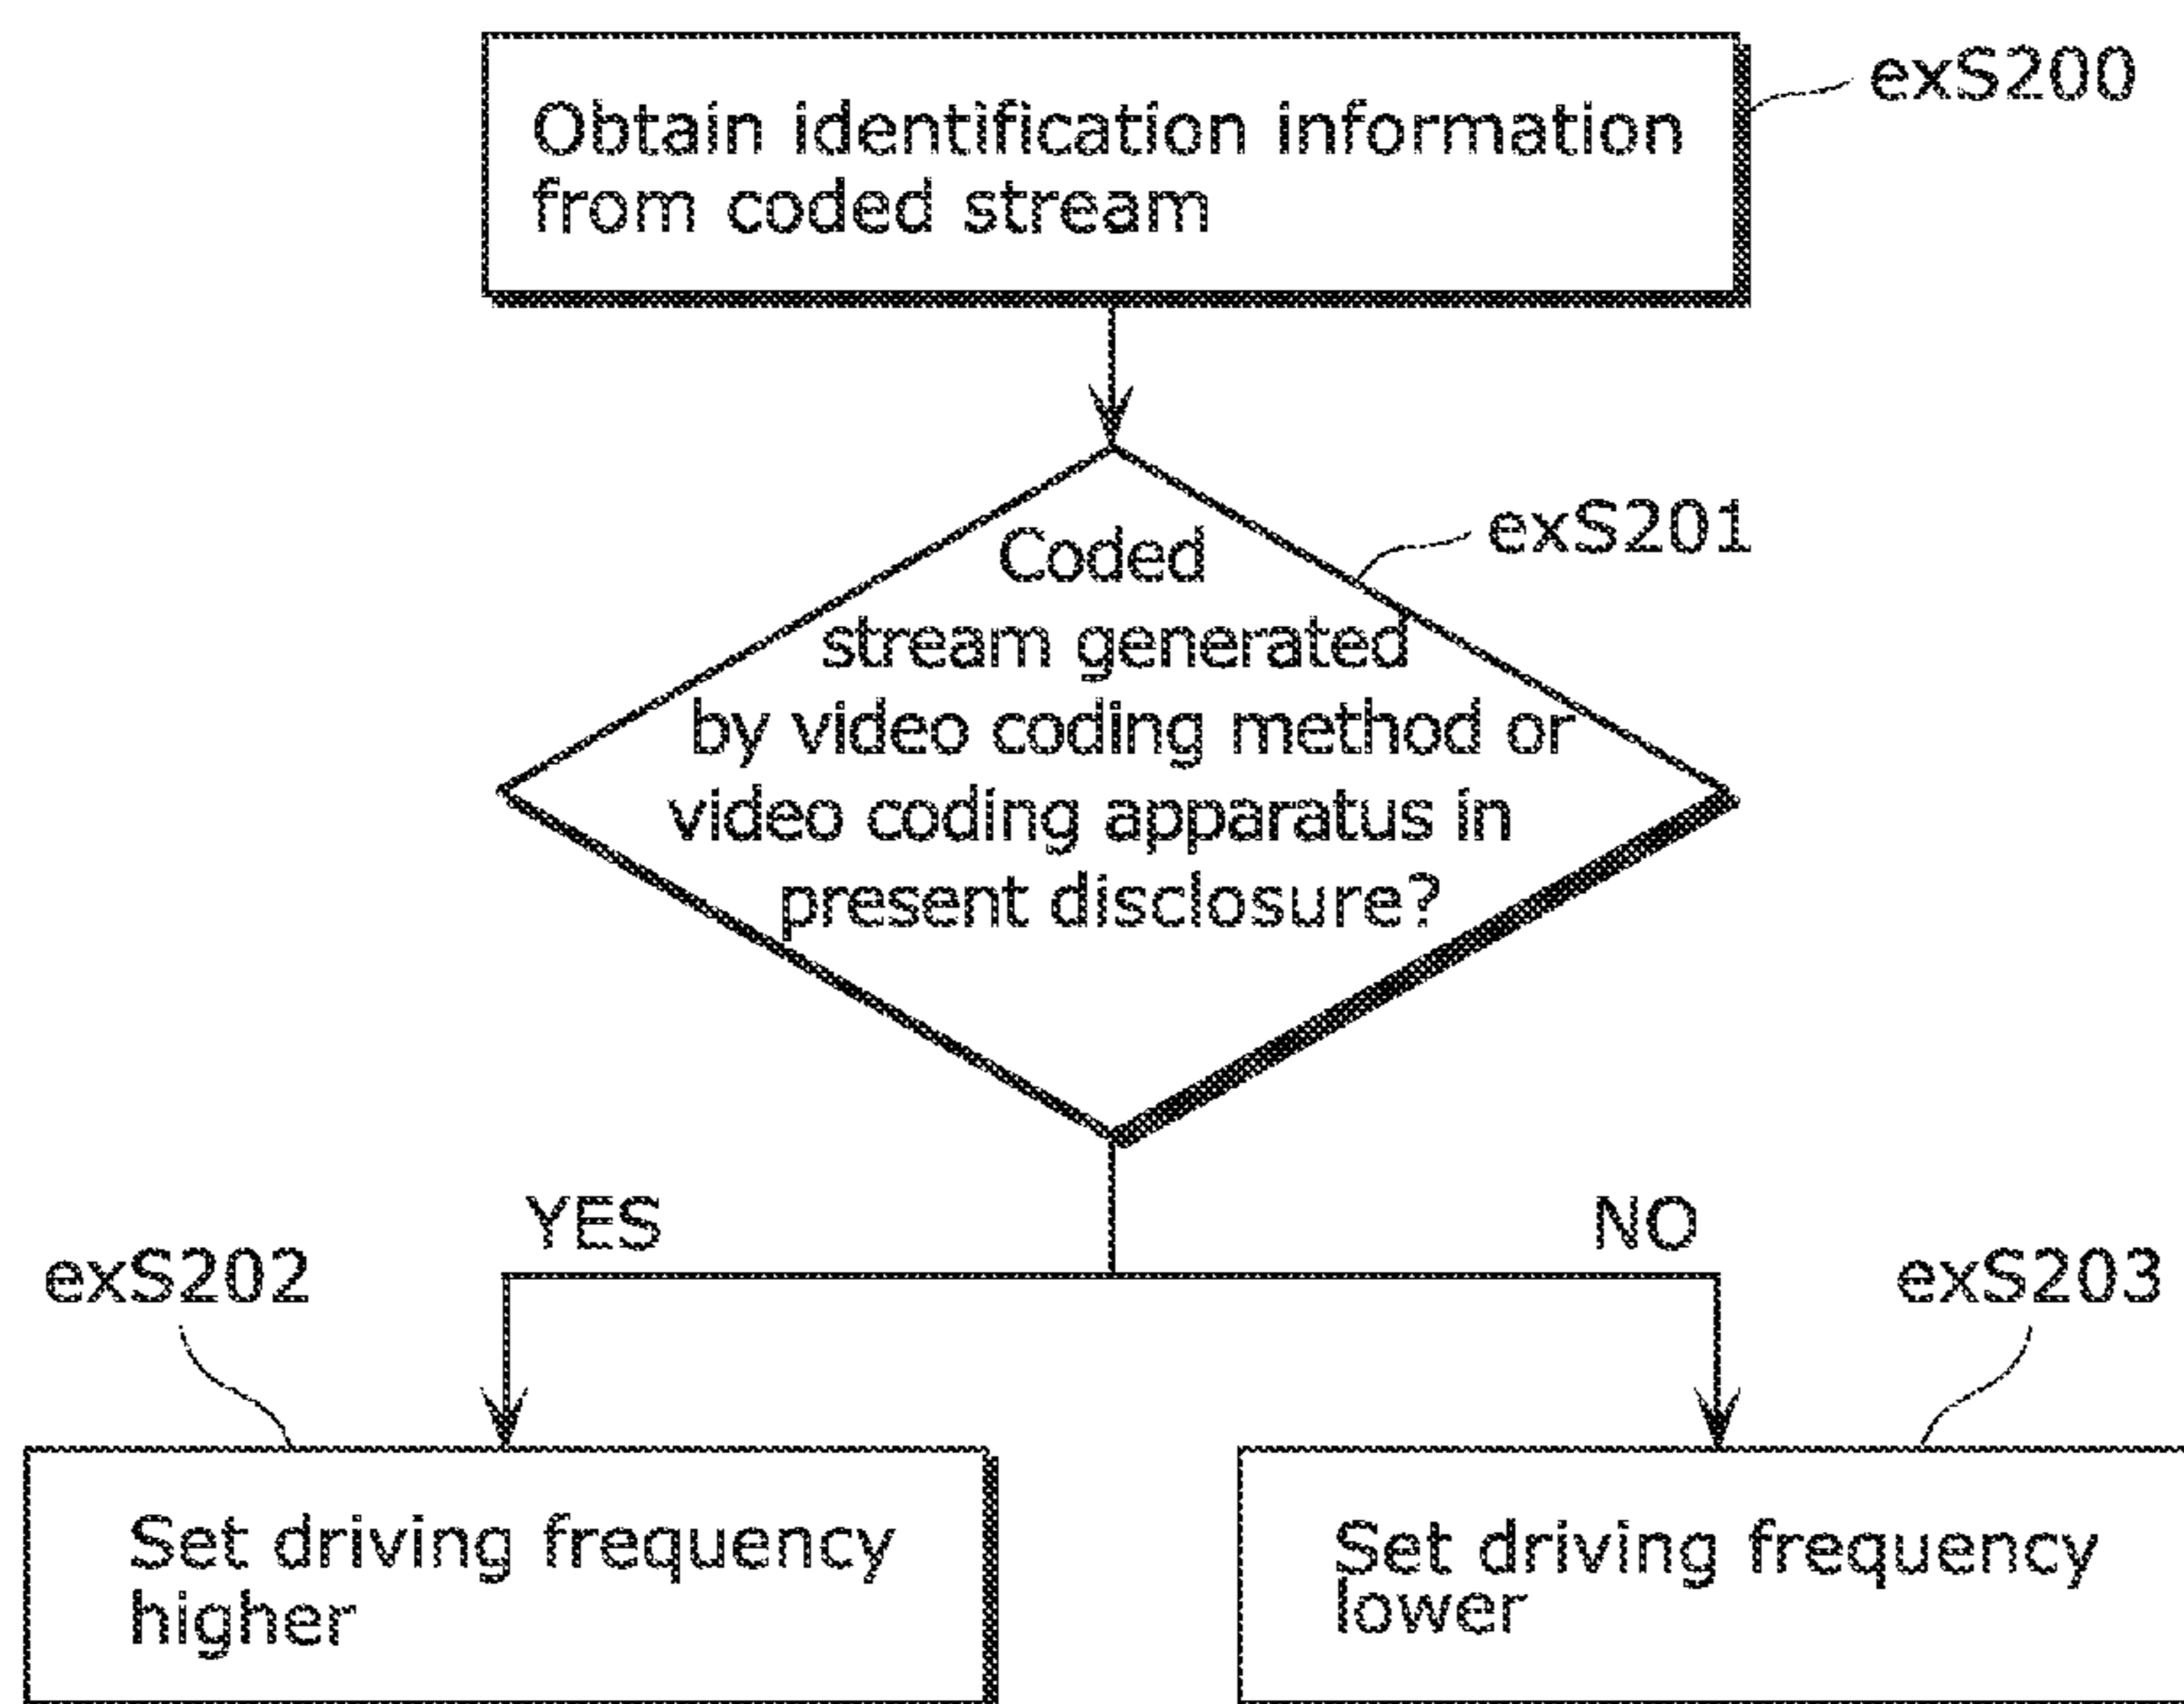 exS200
Obtain identification information
from coded stream
exS201
Coded
stream generated
by video coding method or
video coding apparatus in
present disclosure?
YES
NO
exS202
exS203
Set driving frequency
higher
Set driving frequency
lower